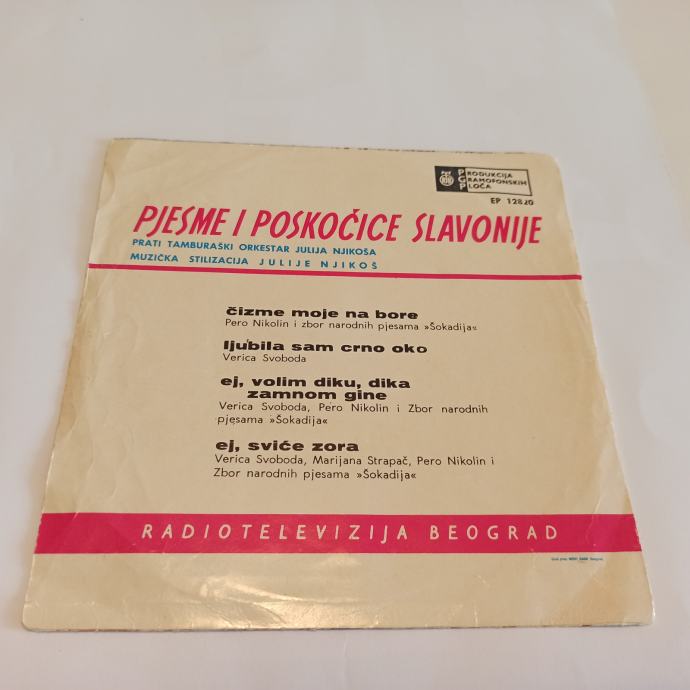 PRODUKCIJA
GRAMOFONSKIH
PLOČA
EP 12820
PJESME I POSKOČICE SLAVONIJE
PRATI TAMBURAŠKI ORKESTAR JULIJA NJIKOŠA
MUZIČKA STILIZACIJA JULIJE NJIKOŠ
čizme moje na bore
Pero Nikolin i zbor narodnih pjesama »Šokadija«
ljubila sam crno oko
Verica Svoboda
ej, volim diku, dika
zamnom gine
Verica Svoboda, Pero Nikolin i Zbor narodnih
pjesama »Šokadija«
ej, sviće zora
Verica Svoboda, Marijana Strapač, Pero Nikolin i
Zbor narodnih pjesama »Šokadija«
RADIOTELEVIZIJA BEOGRAD